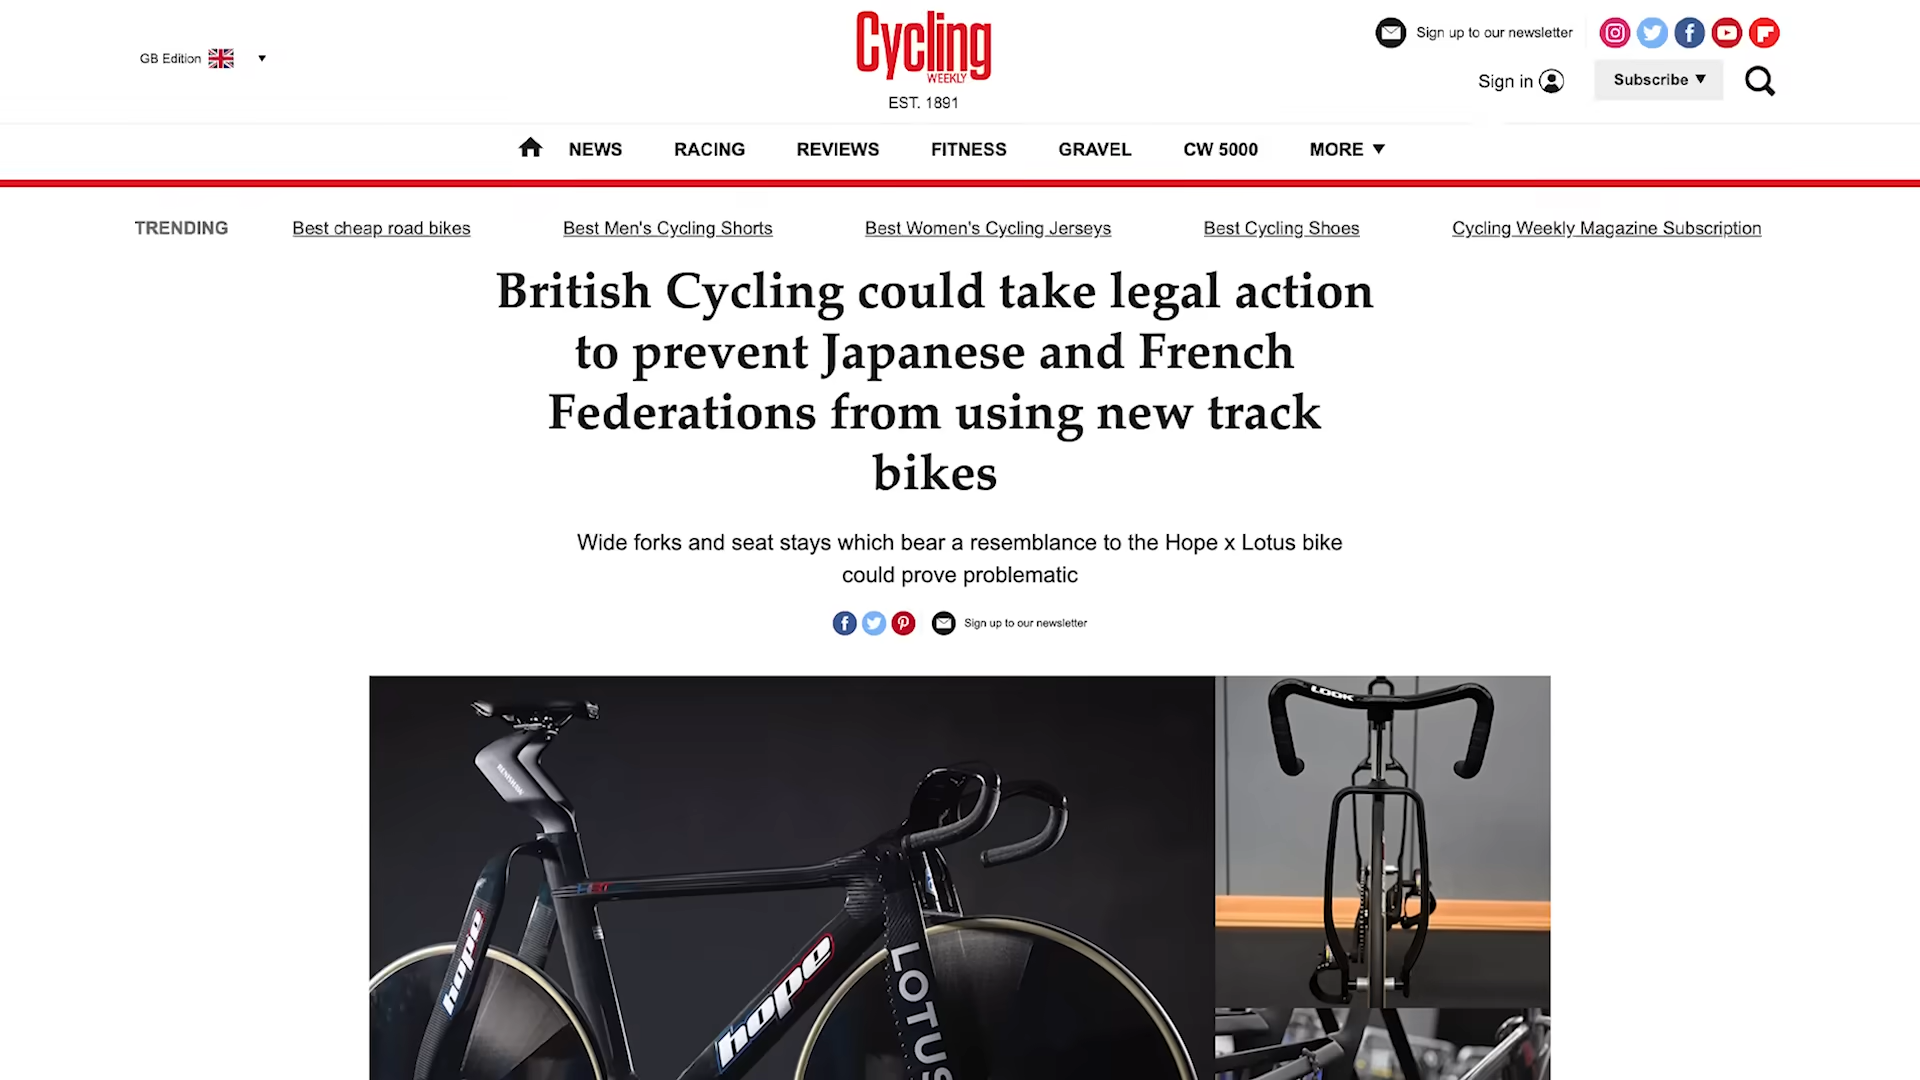 GB Edition
Cycling
WEEKLY
EST. 1891
Sign up to our newsletter
Sign in
Subscribe
NEWS RACING REVIEWS FITNESS GRAVEL CW 5000 MORE
TRENDING Best cheap road bikes Best Men's Cycling Shorts Best Women's Cycling Jerseys Best Cycling Shoes Cycling Weekly Magazine Subscription
British Cycling could take legal action
to prevent Japanese and French
Federations from using new track
bikes
Wide forks and seat stays which bear a resemblance to the Hope x Lotus bike
could prove problematic
Sign up to our newsletter
RENISHAW
LOOK
hope
hope
LOTUS